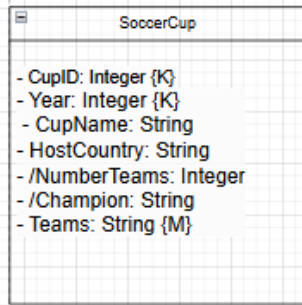 SoccerCup
- CupID: Integer {K}
- Year: Integer {K}
- CupName: String
- HostCountry: String
- /NumberTeams: Integer
- /Champion: String
- Teams: String {M}